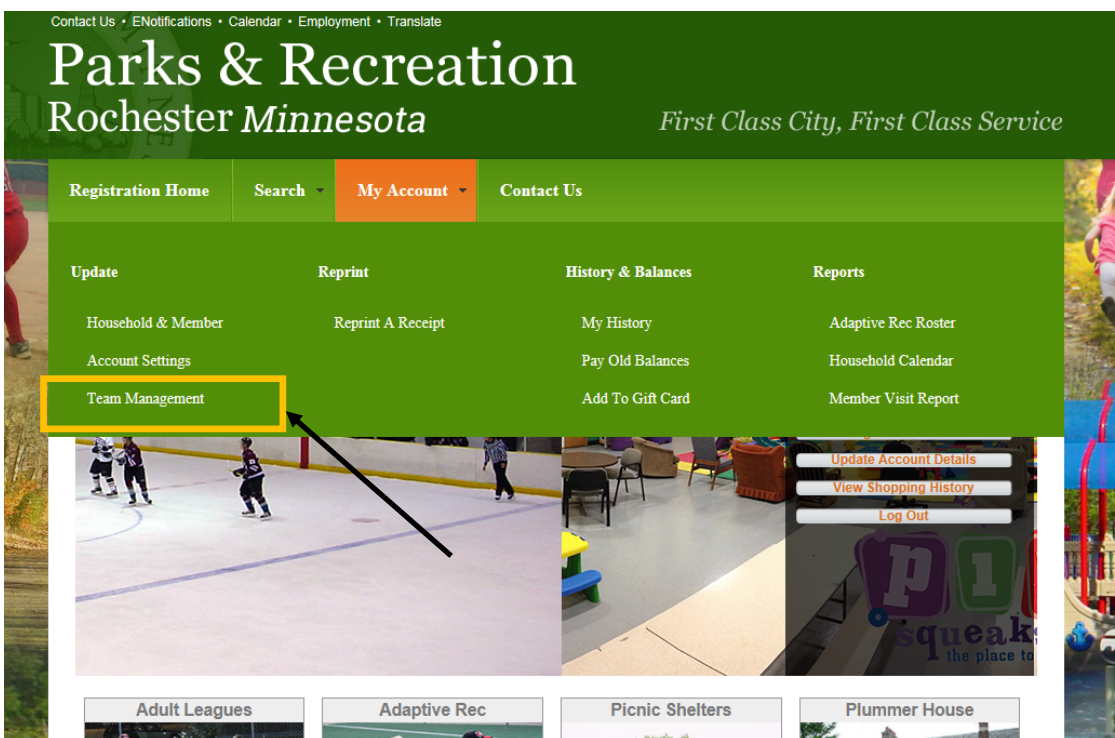 Contact Us • ENotifications • Calendar • Employment • Translate
Parks & Recreation
Rochester Minnesota
First Class City, First Class Service
Registration Home Search My Account Contact Us
Update Reprint History & Balances Reports
Household & Member Reprint A Receipt My History Adaptive Rec Roster
Account Settings Pay Old Balances Household Calendar
Team Management Add To Gift Card Member Visit Report
Update Account Details
View Shopping History
Log Out
squeaks
the place to
Adult Leagues Adaptive Rec Picnic Shelters Plummer House